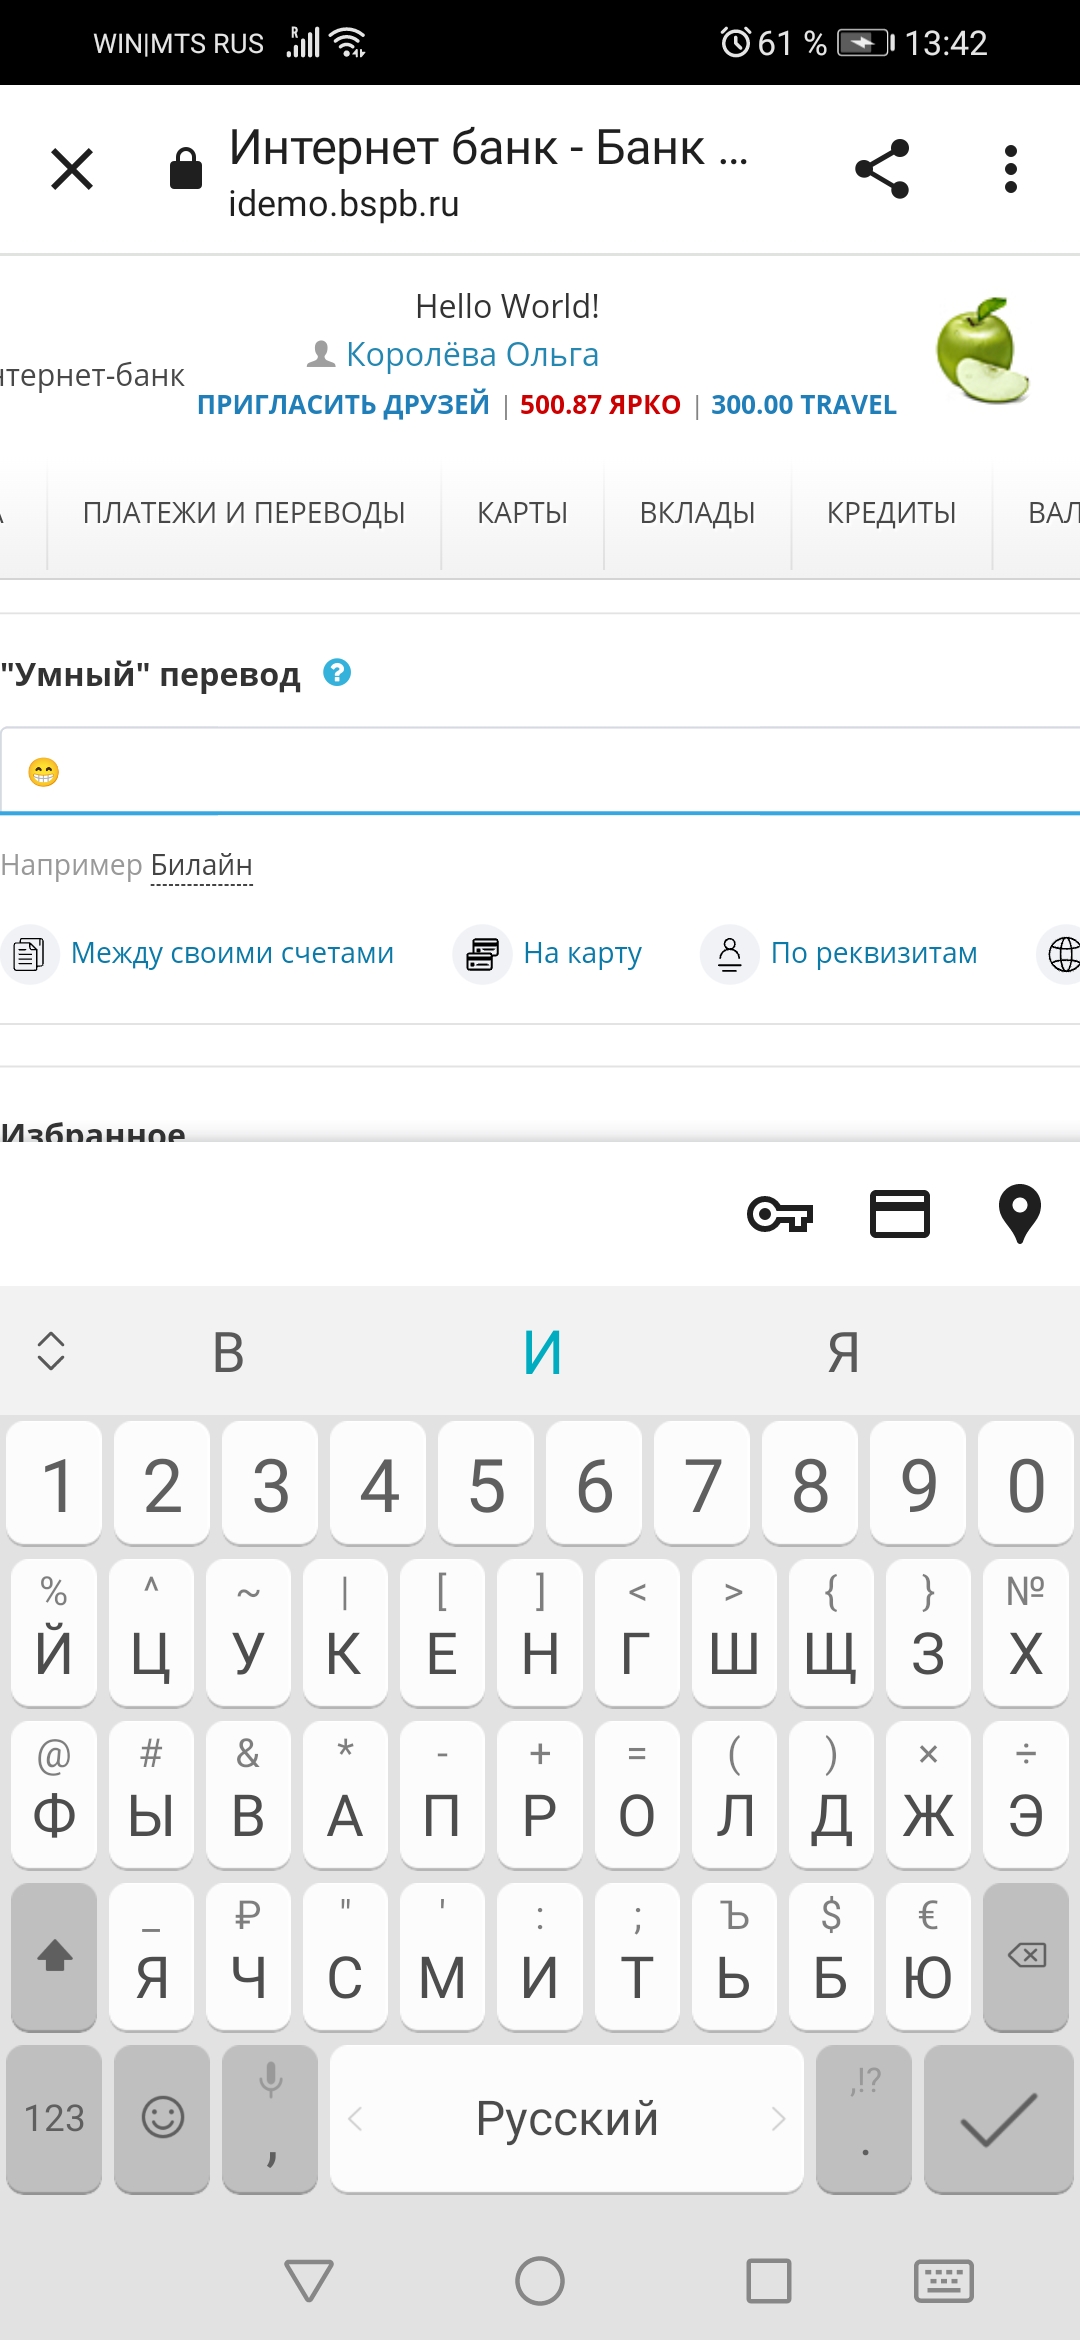 WIN|MTS RUS 61 % 13:42
Интернет банк - Банк ...
idemo.bspb.ru
Hello World!
Королёва Ольга
нтернет-банк
ПРИГЛАСИТЬ ДРУЗЕЙ | 500.87 ЯРКО | 300.00 TRAVEL
А ПЛАТЕЖИ И ПЕРЕВОДЫ КАРТЫ ВКЛАДЫ КРЕДИТЫ ВАЛ
"Умный" перевод ?
😁
Например Билайн
Между своими счетами На карту По реквизитам
Избранное
В И Я
1 2 3 4 5 6 7 8 9 0
% ^ ~ | [ ] < > { } №
Й Ц У К Е Н Г Ш Щ З Х
@ # & * - + = ( ) × ÷
Ф Ы В А П Р О Л Д Ж Э
_ ₽ " ' : ; Ъ $ €
Я Ч С М И Т Ь Б Ю
123 , Русский ,!? .